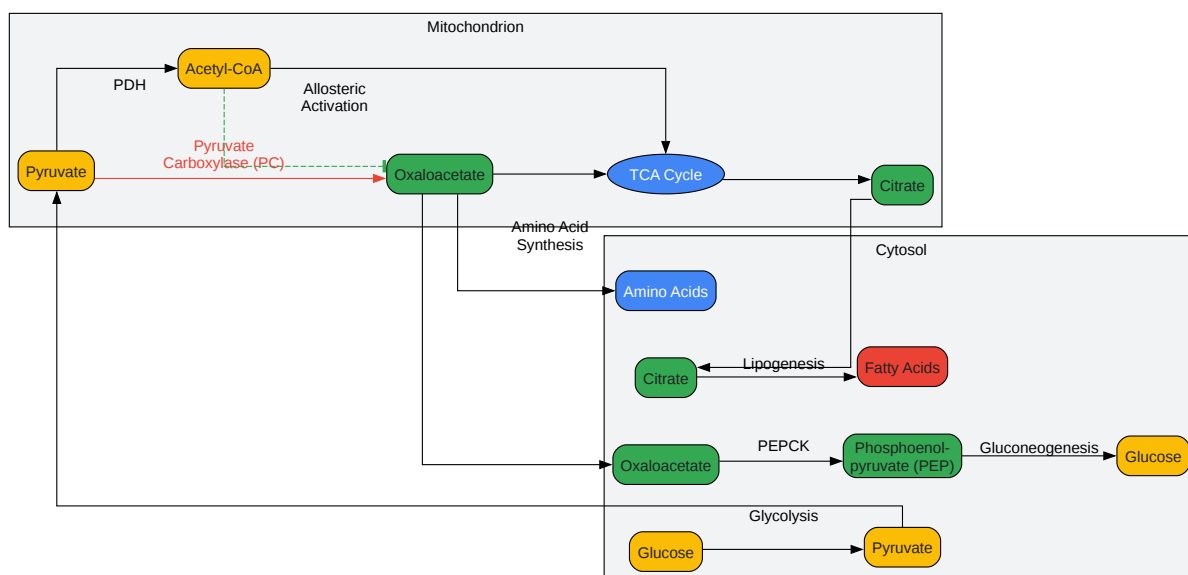 Mitochondrion
Acetyl-CoA
PDH
Allosteric
Activation
Pyruvate
Carboxylase (PC)
Pyruvate
Oxaloacetate
TCA Cycle
Citrate
Amino Acid
Synthesis
Cytosol
Amino Acids
Lipogenesis
Fatty Acids
Citrate
PEPCK
Phosphoenol-
pyruvate (PEP)
Gluconeogenesis
Glucose
Oxaloacetate
Glycolysis
Glucose
Pyruvate